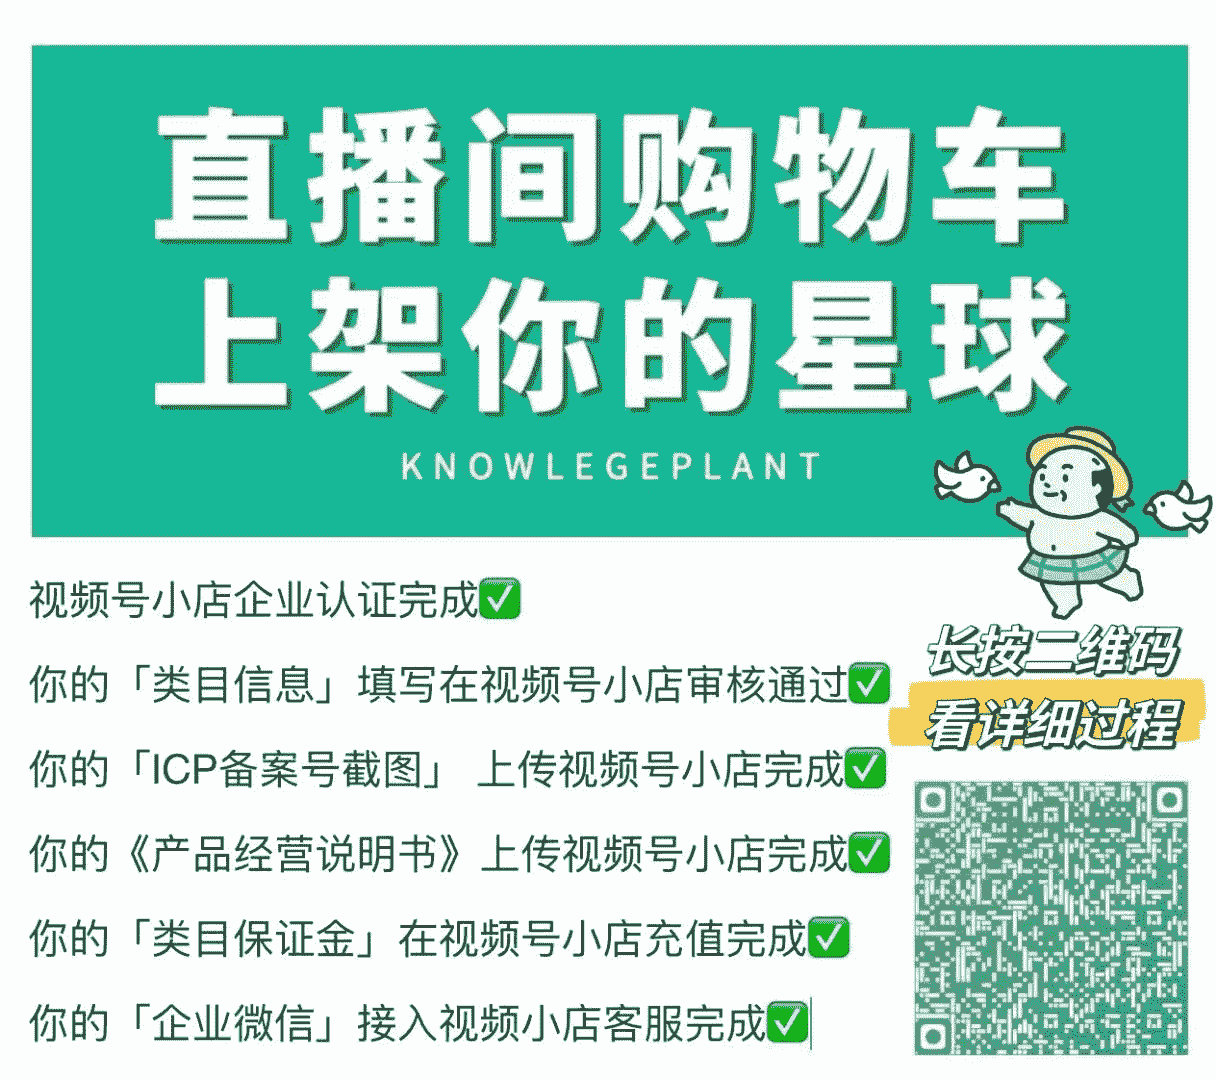 直播间购物车
上架你的星球
KNOWLEGEPLANT
视频号小店企业认证完成✅
你的「类目信息」填写在视频号小店审核通过✅
你的「ICP备案号截图」 上传视频号小店完成✅
你的《产品经营说明书》上传视频号小店完成✅
你的「类目保证金」在视频号小店充值完成✅
你的「企业微信」接入视频小店客服完成✅
长按二维码
看详细过程